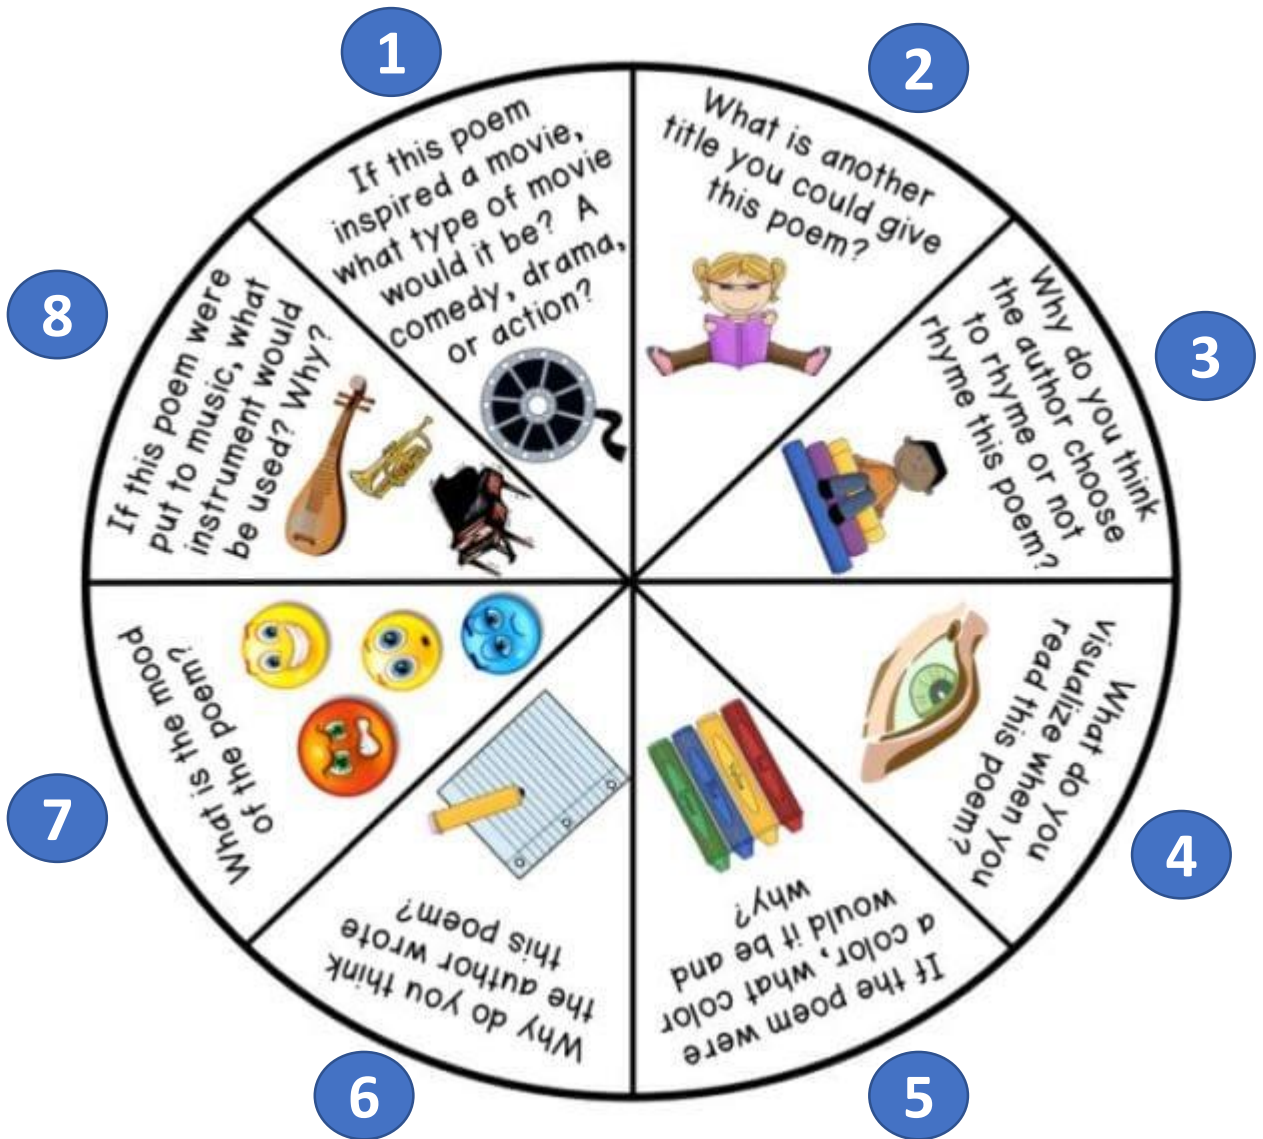 1
If this poem
inspired a movie,
what type of movie
would it be? A
comedy, drama,
or action?
2
What is another
title you could give
this poem?
3
Why do you think
the author choose
to rhyme or not
rhyme this poem?
4
What do you
visualize when you
read this poem?
5
If the poem were
a color, what color
would it be and
why?
6
Why do you think
the author wrote
this poem?
7
What is the mood
of the poem?
8
If this poem were
put to music, what
instrument would
be used? Why?